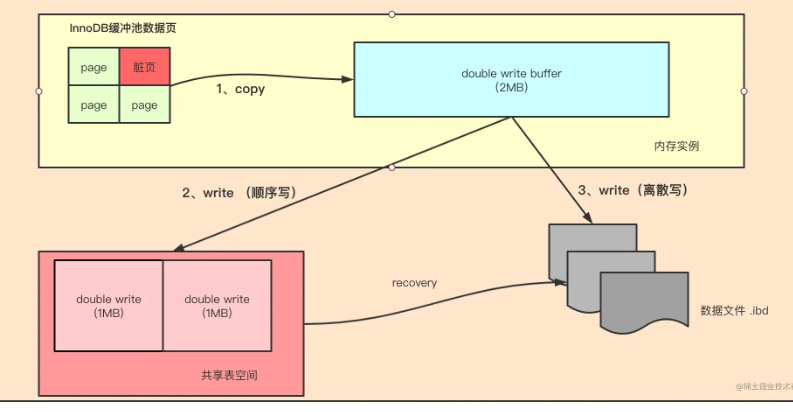 InnoDB缓冲池数据页
page
脏页
page
page
1、copy
double write buffer
（2MB）
内存实例
2、write （顺序写）
3、write（离散写）
double write
（1MB）
double write
（1MB）
共享表空间
recovery
数据文件 .ibd
@稀土掘金技术社